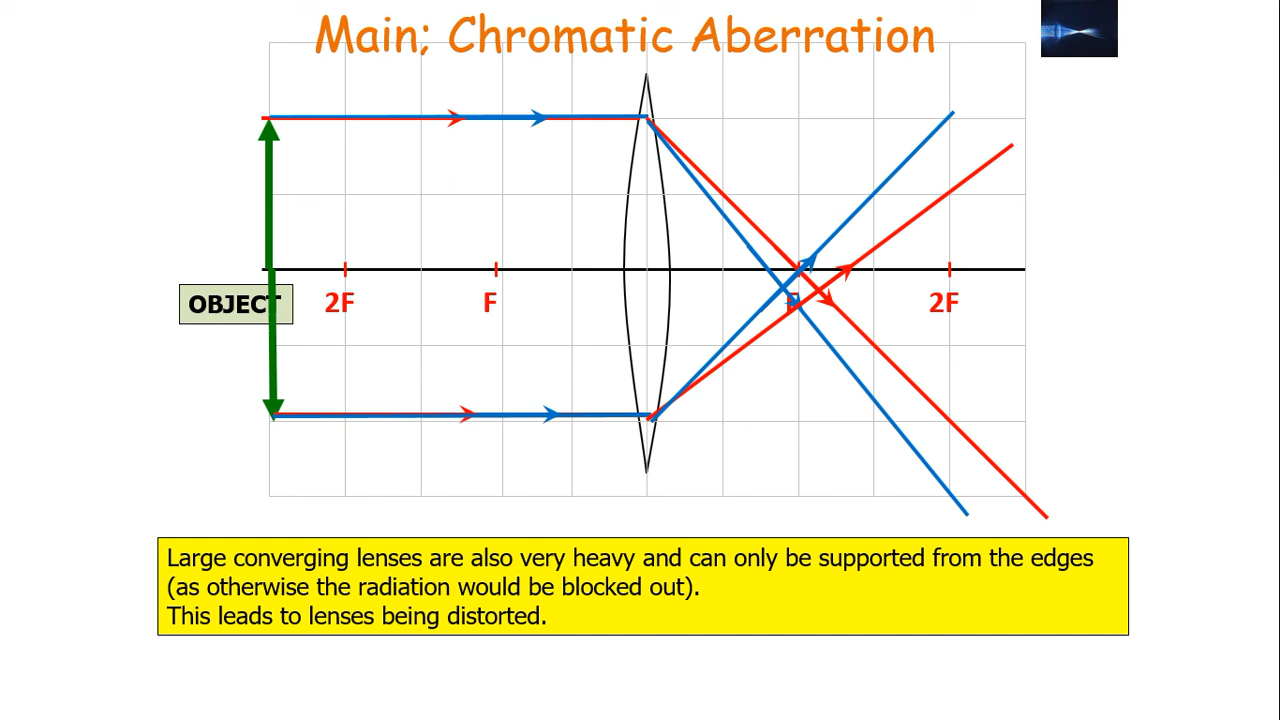 Main; Chromatic Aberration
OBJECT
2F
F
F
2F
Large converging lenses are also very heavy and can only be supported from the edges
(as otherwise the radiation would be blocked out).
This leads to lenses being distorted.